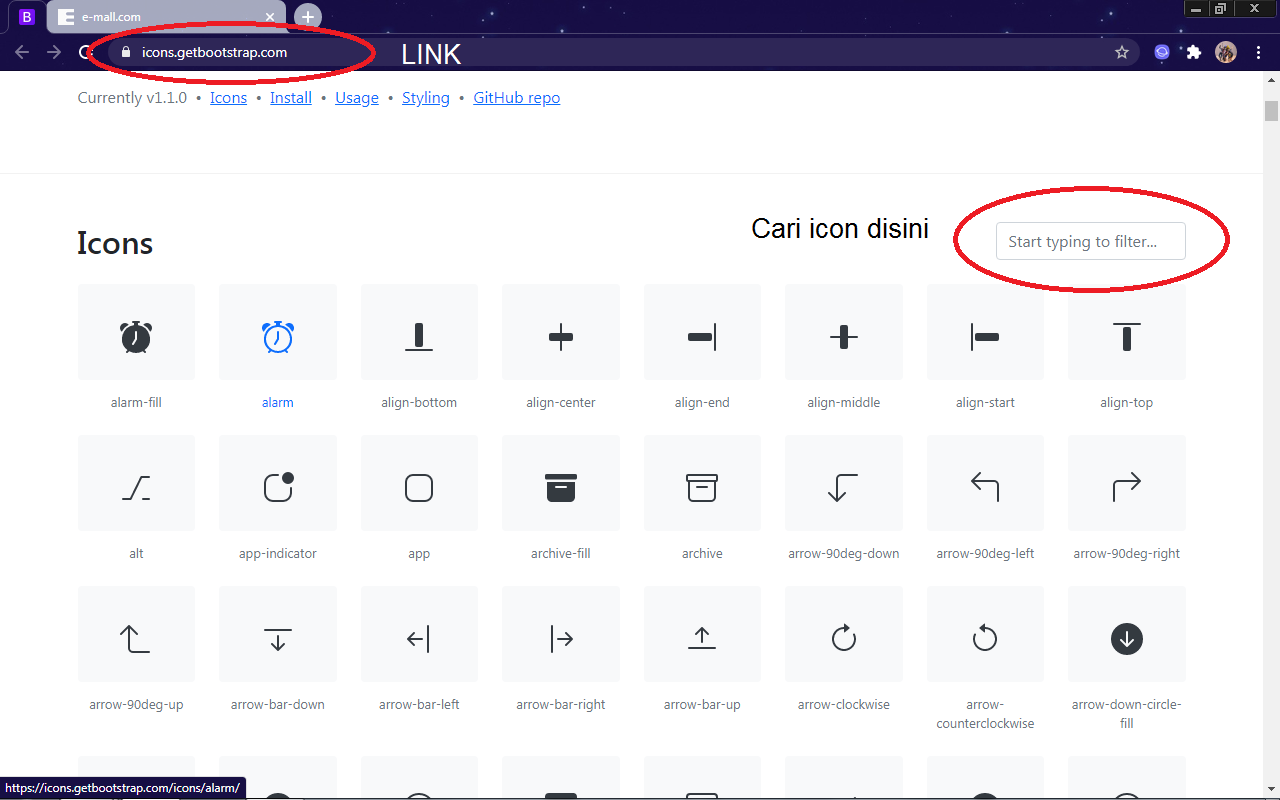 B
e-mall.com
icons.getbootstrap.com
LINK
Currently v1.1.0 • Icons • Install • Usage • Styling • GitHub repo
Cari icon disini
Icons
Start typing to filter...
alarm-fill
alarm
align-bottom
align-center
align-end
align-middle
align-start
align-top
alt
app-indicator
app
archive-fill
archive
arrow-90deg-down
arrow-90deg-left
arrow-90deg-right
arrow-90deg-up
arrow-bar-down
arrow-bar-left
arrow-bar-right
arrow-bar-up
arrow-clockwise
arrow-
counterclockwise
arrow-down-circle-
fill
https://icons.getbootstrap.com/icons/alarm/